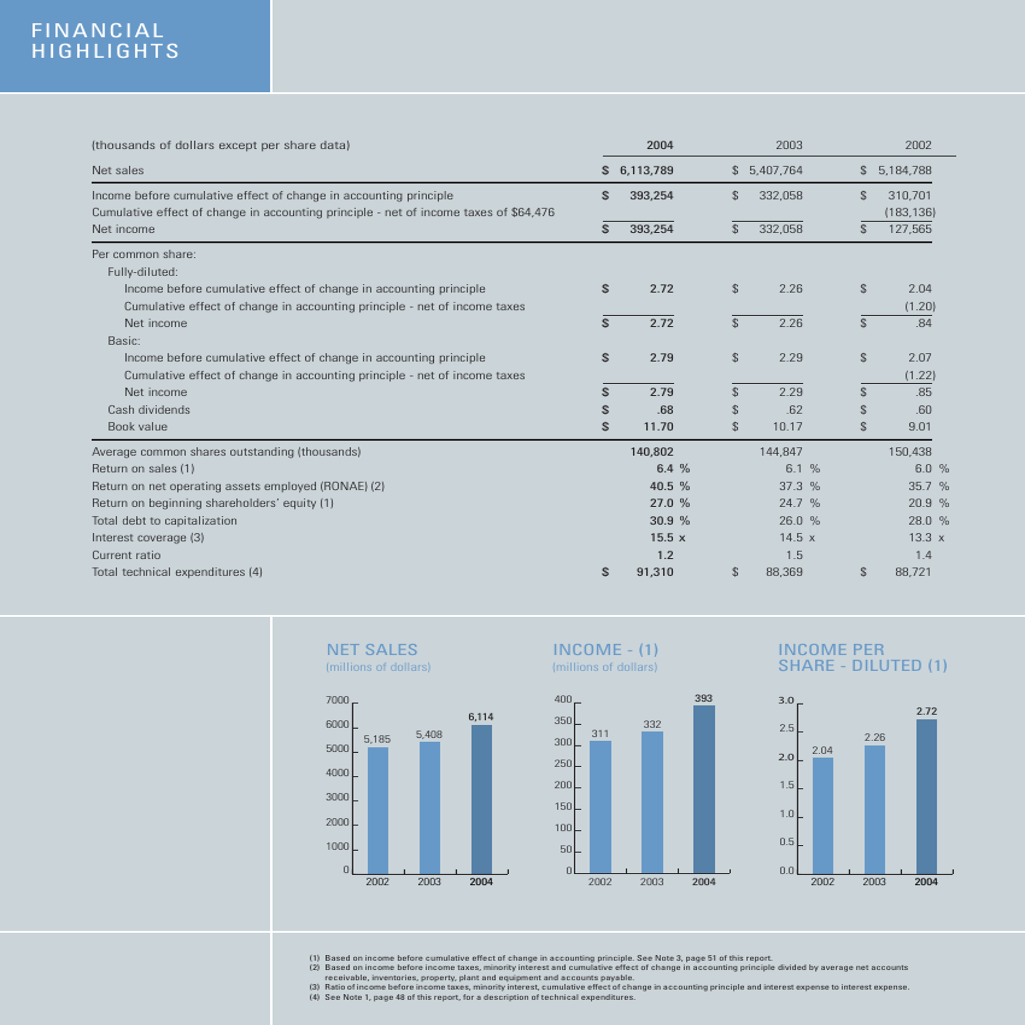 FINANCIAL
HIGHLIGHTS
(thousands of dollars except per share data) 2004 2003 2002
Net sales $ 6,113,789 $ 5,407,764 $ 5,184,788
Income before cumulative effect of change in accounting principle $ 393,254 $ 332,058 $ 310,701
Cumulative effect of change in accounting principle - net of income taxes of $64,476 (183,136)
Net income $ 393,254 $ 332,058 $ 127,565
Per common share:
Fully-diluted:
Income before cumulative effect of change in accounting principle $ 2.72 $ 2.26 $ 2.04
Cumulative effect of change in accounting principle - net of income taxes (1.20)
Net income $ 2.72 $ 2.26 $ .84
Basic:
Income before cumulative effect of change in accounting principle $ 2.79 $ 2.29 $ 2.07
Cumulative effect of change in accounting principle - net of income taxes (1.22)
Net income $ 2.79 $ 2.29 $ .85
Cash dividends $ .68 $ .62 $ .60
Book value $ 11.70 $ 10.17 $ 9.01
Average common shares outstanding (thousands) 140,802 144,847 150,438
Return on sales (1) 6.4 % 6.1 % 6.0 %
Return on net operating assets employed (RONAE) (2) 40.5 % 37.3 % 35.7 %
Return on beginning shareholders' equity (1) 27.0 % 24.7 % 20.9 %
Total debt to capitalization 30.9 % 26.0 % 28.0 %
Interest coverage (3) 15.5 x 14.5 x 13.3 x
Current ratio 1.2 1.5 1.4
Total technical expenditures (4) $ 91,310 $ 88,369 $ 88,721
NET SALES
(millions of dollars)
7000
6000
5000
4000
3000
2000
1000
0
5,185
5,408
6,114
2002 2003 2004
INCOME - (1)
(millions of dollars)
400
350
300
250
200
150
100
50
0
311
332
393
2002 2003 2004
INCOME PER
SHARE - DILUTED (1)
3.0
2.5
2.0
1.5
1.0
0.5
0.0
2.04
2.26
2.72
2002 2003 2004
(1) Based on income before cumulative effect of change in accounting principle. See Note 3, page 51 of this report.
(2) Based on income before income taxes, minority interest and cumulative effect of change in accounting principle divided by average net accounts
receivable, inventories, property, plant and equipment and accounts payable.
(3) Ratio of income before income taxes, minority interest, cumulative effect of change in accounting principle and interest expense to interest expense.
(4) See Note 1, page 48 of this report, for a description of technical expenditures.